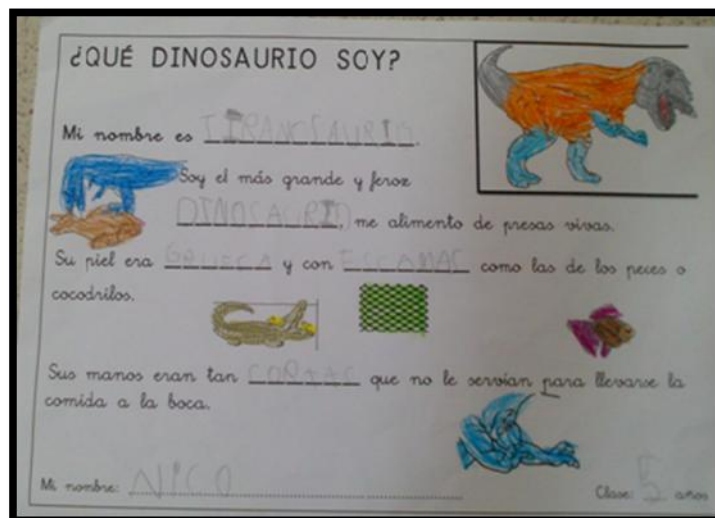 ¿QUÉ DINOSAURIO SOY?
Mi nombre es TIRANOSAURIO.
Soy el más grande y feroz
DINOSAURIO, me alimento de presas vivas.
Su piel era GRUESA y con ESCAMAS como las de los peces o
cocodrilos.
Sus manos eran tan CORTAS que no le servían para llevarse la
comida a la boca.
Mi nombre: NICO Clase: 5 años